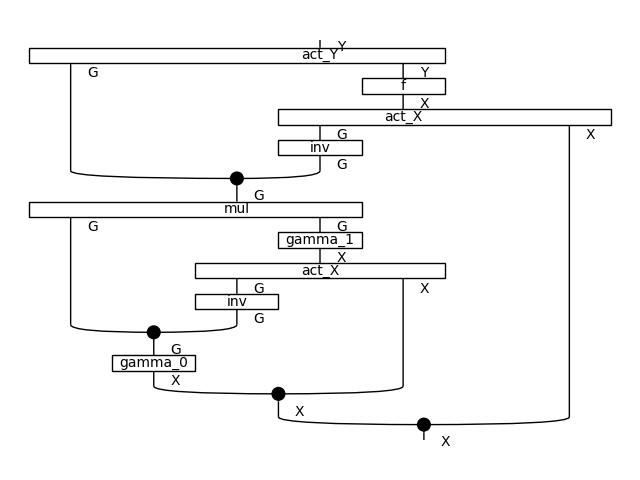 Y
act_Y
G Y
f
X
act_X
G X
inv
G
G
mul
G G
gamma_1
X
act_X
G X
inv
G
G
gamma_0
X
X
X